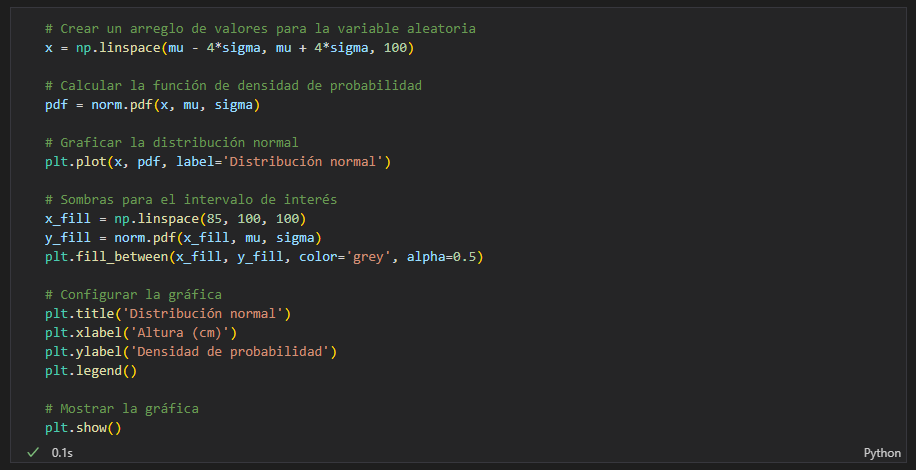 # Crear un arreglo de valores para la variable aleatoria
x = np.linspace(mu - 4*sigma, mu + 4*sigma, 100)
# Calcular la función de densidad de probabilidad
pdf = norm.pdf(x, mu, sigma)
# Graficar la distribución normal
plt.plot(x, pdf, label='Distribución normal')
# Sombras para el intervalo de interés
x_fill = np.linspace(85, 100, 100)
y_fill = norm.pdf(x_fill, mu, sigma)
plt.fill_between(x_fill, y_fill, color='grey', alpha=0.5)
# Configurar la gráfica
plt.title('Distribución normal')
plt.xlabel('Altura (cm)')
plt.ylabel('Densidad de probabilidad')
plt.legend()
# Mostrar la gráfica
plt.show()
0.1s
Python